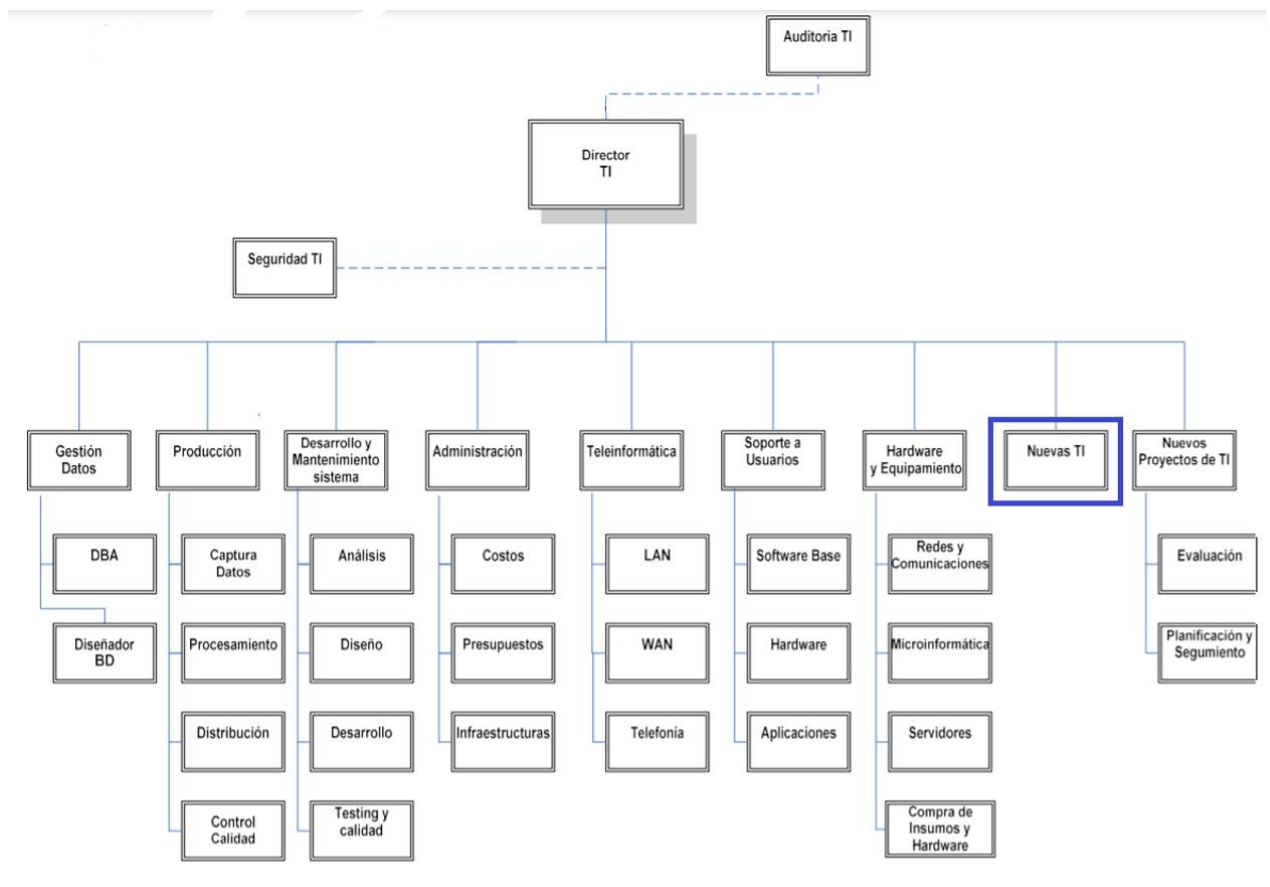 Auditoria TI
Director
TI
Seguridad TI
Gestión
Datos
Producción
Desarrollo y
Mantenimiento
sistema
Administración
Teleinformática
Soporte a
Usuarios
Hardware
y Equipamiento
Nuevas TI
Nuevos
Proyectos de TI
DBA
Captura
Datos
Análisis
Costos
LAN
Software Base
Redes y
Comunicaciones
Evaluación
Diseñador
BD
Procesamiento
Diseño
Presupuestos
WAN
Hardware
Microinformática
Planificación y
Segumiento
Distribución
Desarrollo
Infraestructuras
Telefonía
Aplicaciones
Servidores
Control
Calidad
Testing y
calidad
Compra de
Insumos y
Hardware